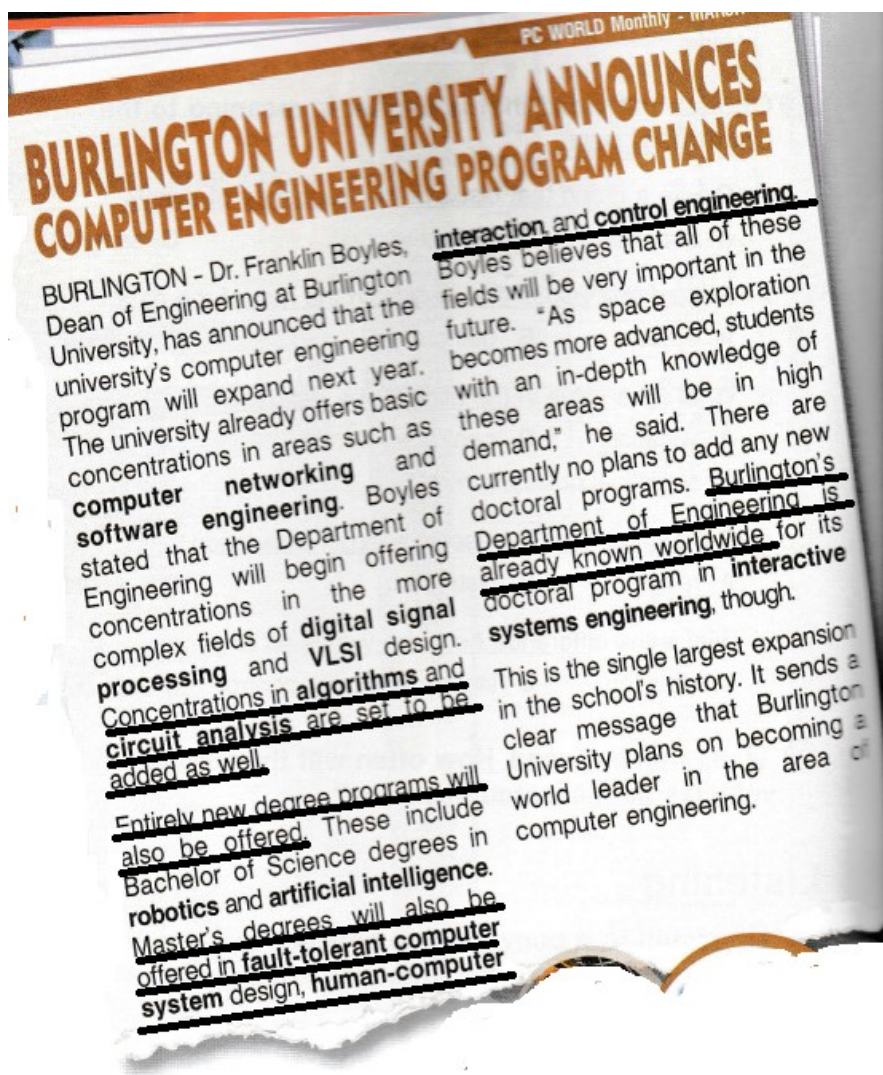 PC WORLD Monthly - MARCH
BURLINGTON UNIVERSITY ANNOUNCES
COMPUTER ENGINEERING PROGRAM CHANGE
BURLINGTON - Dr. Franklin Boyles,
Dean of Engineering at Burlington
University, has announced that the
university's computer engineering
program will expand next year.
The university already offers basic
concentrations in areas such as
computer networking and
software engineering. Boyles
stated that the Department of
Engineering will begin offering
concentrations in the more
complex fields of digital signal
processing and VLSI design.
Concentrations in algorithms and
circuit analysis are set to be
added as well.
Entirely new degree programs will
also be offered. These include
Bachelor of Science degrees in
robotics and artificial intelligence.
Master's degrees will also be
offered in fault-tolerant computer
system design, human-computer
interaction, and control engineering.
Boyles believes that all of these
fields will be very important in the
future. "As space exploration
becomes more advanced, students
with an in-depth knowledge of
these areas will be in high
demand," he said. There are
currently no plans to add any new
doctoral programs. Burlington's
Department of Engineering is
already known worldwide for its
doctoral program in interactive
systems engineering, though.
This is the single largest expansion
in the school's history. It sends a
clear message that Burlington
University plans on becoming a
world leader in the area of
computer engineering.